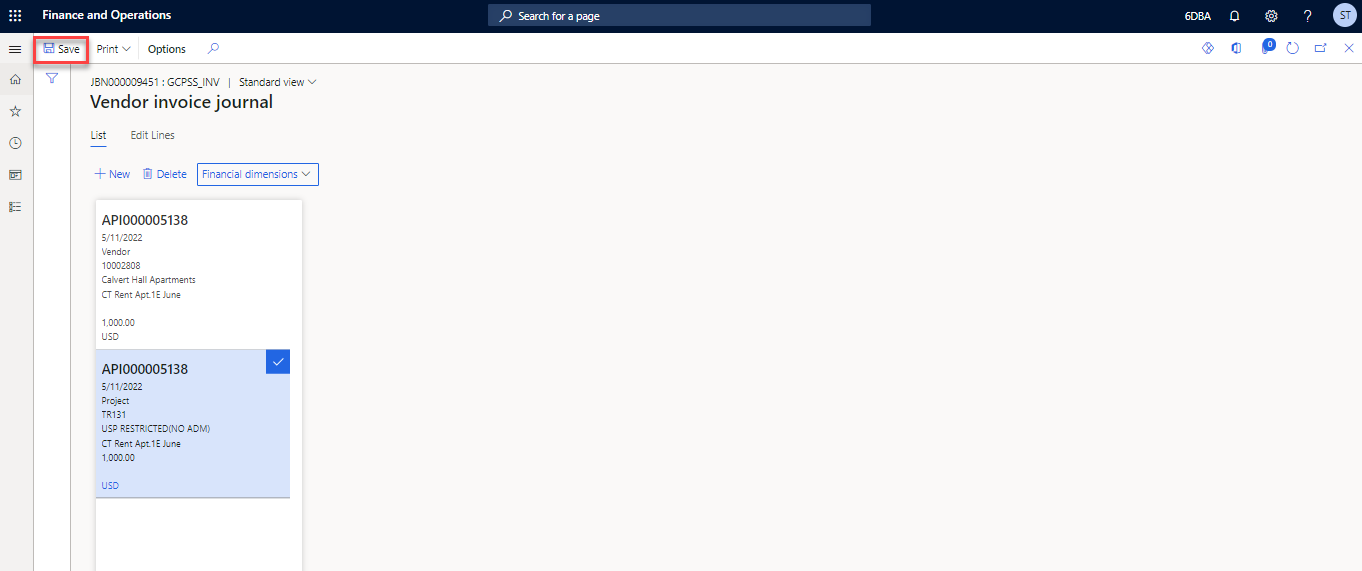 Finance and Operations
Search for a page
6DBA
?
ST
Save
Print
Options
0
JBN000009451 : GCPSS_INV | Standard view
Vendor invoice journal
List
Edit Lines
New
Delete
Financial dimensions
API000005138
5/11/2022
Vendor
10002808
Calvert Hall Apartments
CT Rent Apt.1E June
1,000.00
USD
API000005138
5/11/2022
Project
TR131
USP RESTRICTED(NO ADM)
CT Rent Apt.1E June
1,000.00
USD